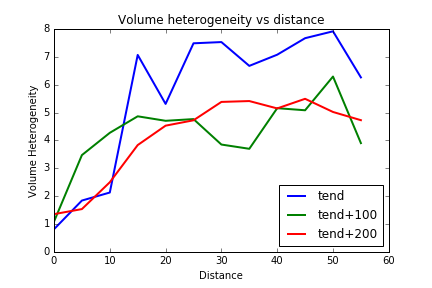 Volume heterogeneity vs distance
Volume Heterogeneity
8
7
6
5
4
3
2
1
0
0 10 20 30 40 50 60
Distance
tend
tend+100
tend+200